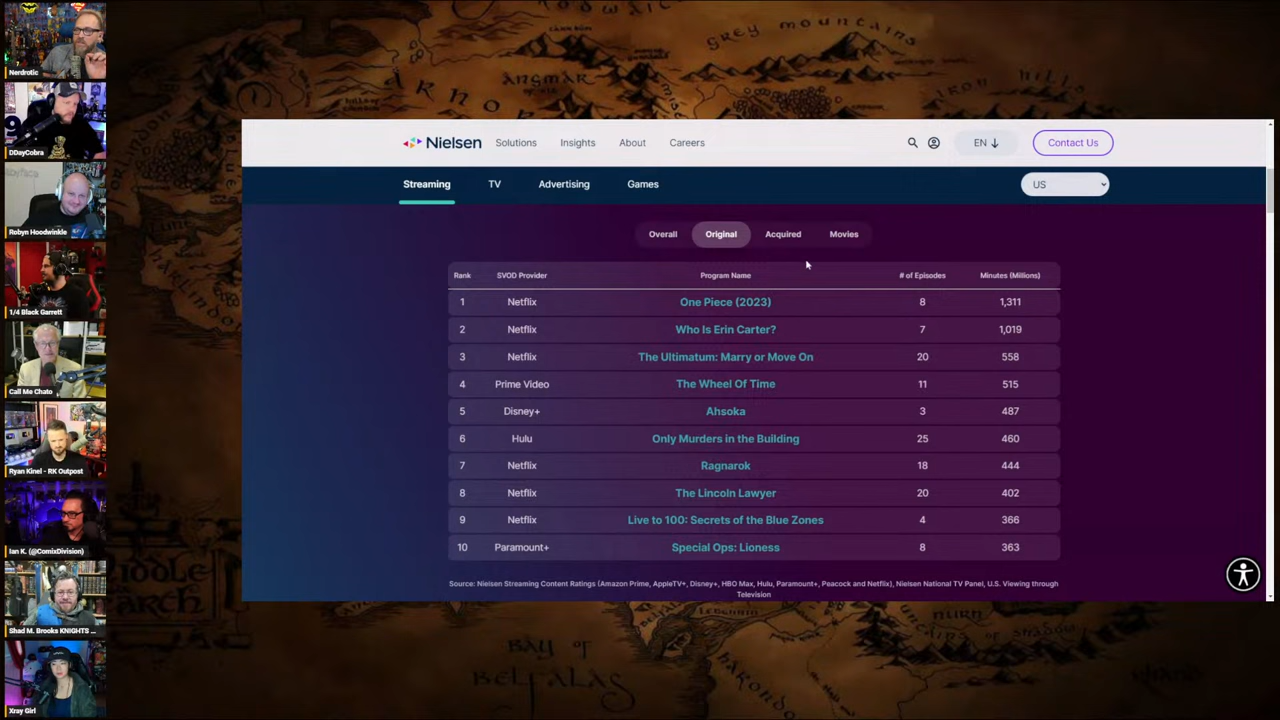 Nerdrotic
DDayCobra
Robyn Hoodwinkle
1/4 Black Garrett
Call Me Chato
Ryan Kinel - RK Outpost
Ian K. (@ComixDivision)
Shad M. Brooks KNIGHTS ...
Xray Girl
GREY MOUNTAINS
ANGMAR
ARNOR
Nielsen Solutions Insights About Careers EN ↓ Contact Us
Streaming TV Advertising Games US
Overall Original Acquired Movies
Rank SVOD Provider Program Name # of Episodes Minutes (Millions)
1 Netflix One Piece (2023) 8 1,311
2 Netflix Who Is Erin Carter? 7 1,019
3 Netflix The Ultimatum: Marry or Move On 20 558
4 Prime Video The Wheel Of Time 11 515
5 Disney+ Ahsoka 3 487
6 Hulu Only Murders in the Building 25 460
7 Netflix Ragnarok 18 444
8 Netflix The Lincoln Lawyer 20 402
9 Netflix Live to 100: Secrets of the Blue Zones 4 366
10 Paramount+ Special Ops: Lioness 8 363
Source: Nielsen Streaming Content Ratings (Amazon Prime, AppleTV+, Disney+, HBO Max, Hulu, Paramount+, Peacock and Netflix), Nielsen National TV Panel, U.S. Viewing through
Television
BAY OF
BELFALAS